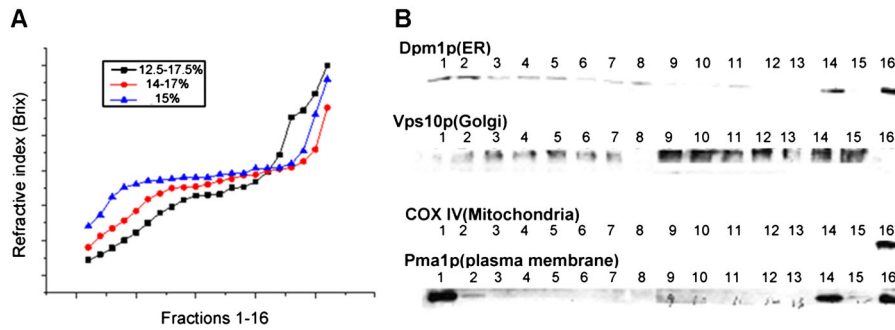 A
12.5-17.5%
14-17%
15%
Refractive index (Brix)
Fractions 1-16
B
Dpm1p(ER)
1 2 3 4 5 6 7 8 9 10 11 12 13 14 15 16
Vps10p(Golgi)
1 2 3 4 5 6 7 8 9 10 11 12 13 14 15 16
COX IV(Mitochondria)
1 2 3 4 5 6 7 8 9 10 11 12 13 14 15 16
Pma1p(plasma membrane)
1 2 3 4 5 6 7 8 9 10 11 12 13 14 15 16